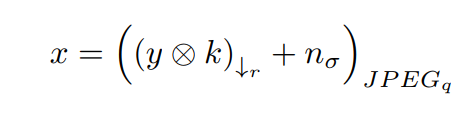 x = ((y ⊗ k)↓r + nσ)JPEGq